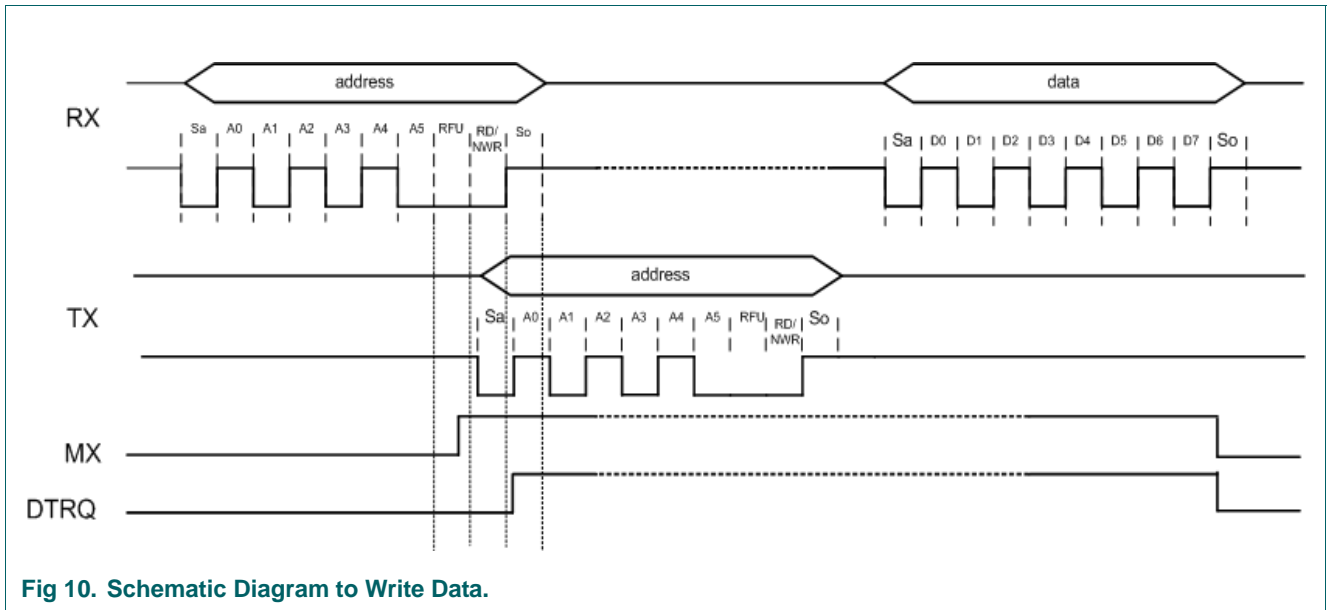 address data
RX
Sa A0 A1 A2 A3 A4 A5 RFU RD/ NWR So
Sa D0 D1 D2 D3 D4 D5 D6 D7 So
address
TX
Sa A0 A1 A2 A3 A4 A5 RFU RD/ NWR So
MX
DTRQ
Fig 10. Schematic Diagram to Write Data.